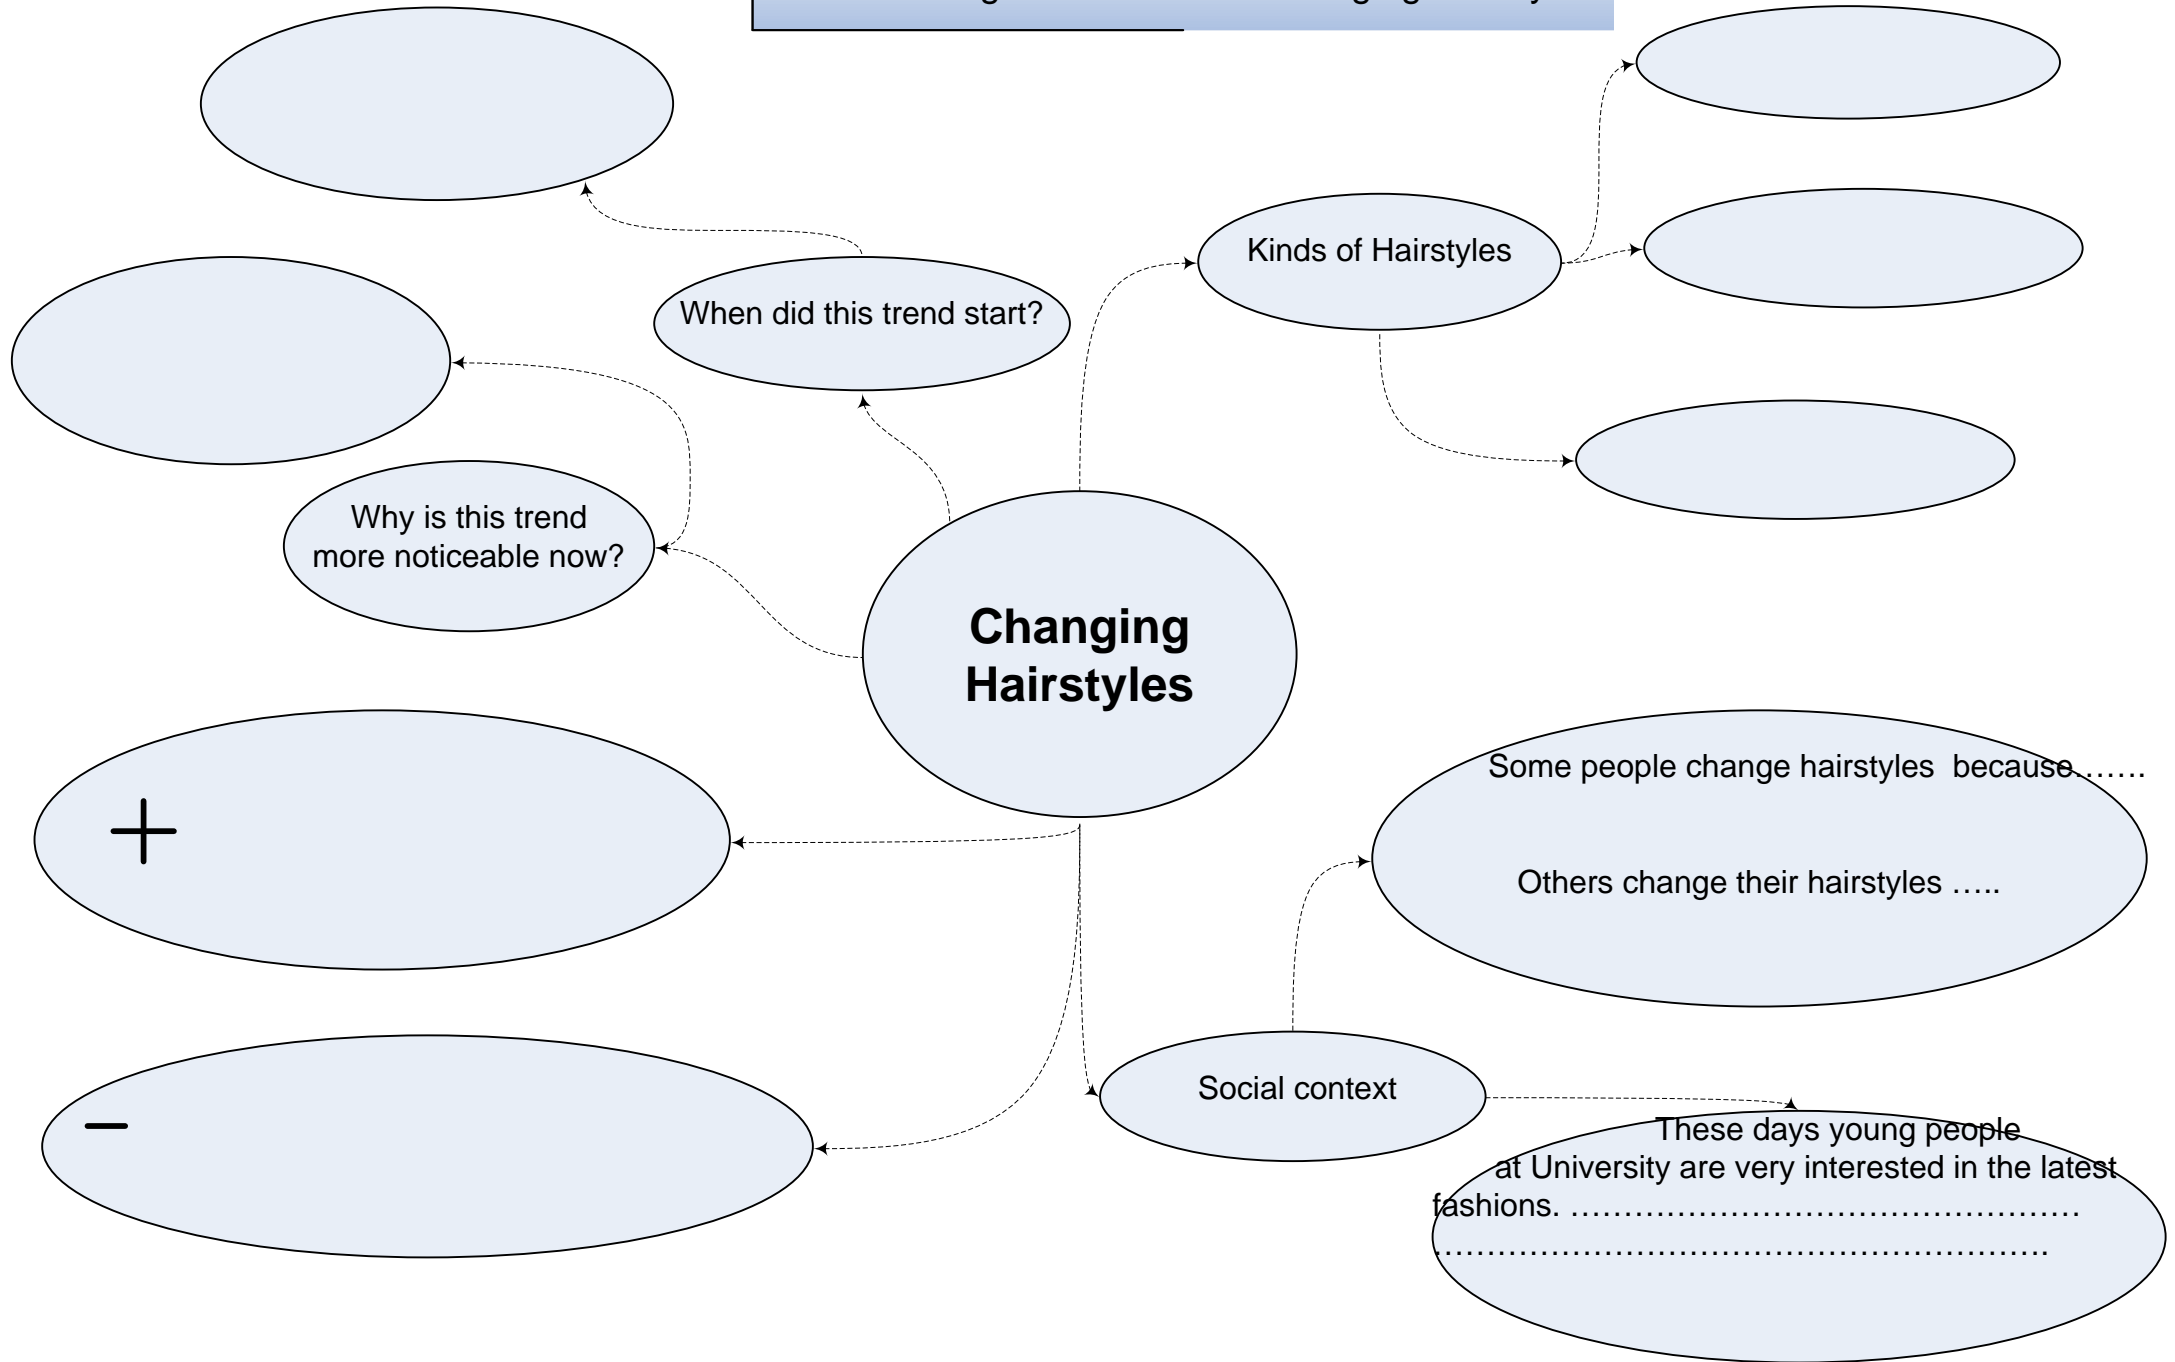 Kinds of Hairstyles
When did this trend start?
Why is this trend
more noticeable now?
Changing
Hairstyles
+
Some people change hairstyles  because…….
Others change their hairstyles …..
–
Social context
These days young people
at University are very interested in the latest
fashions. …………………………………………
………………………………………………….